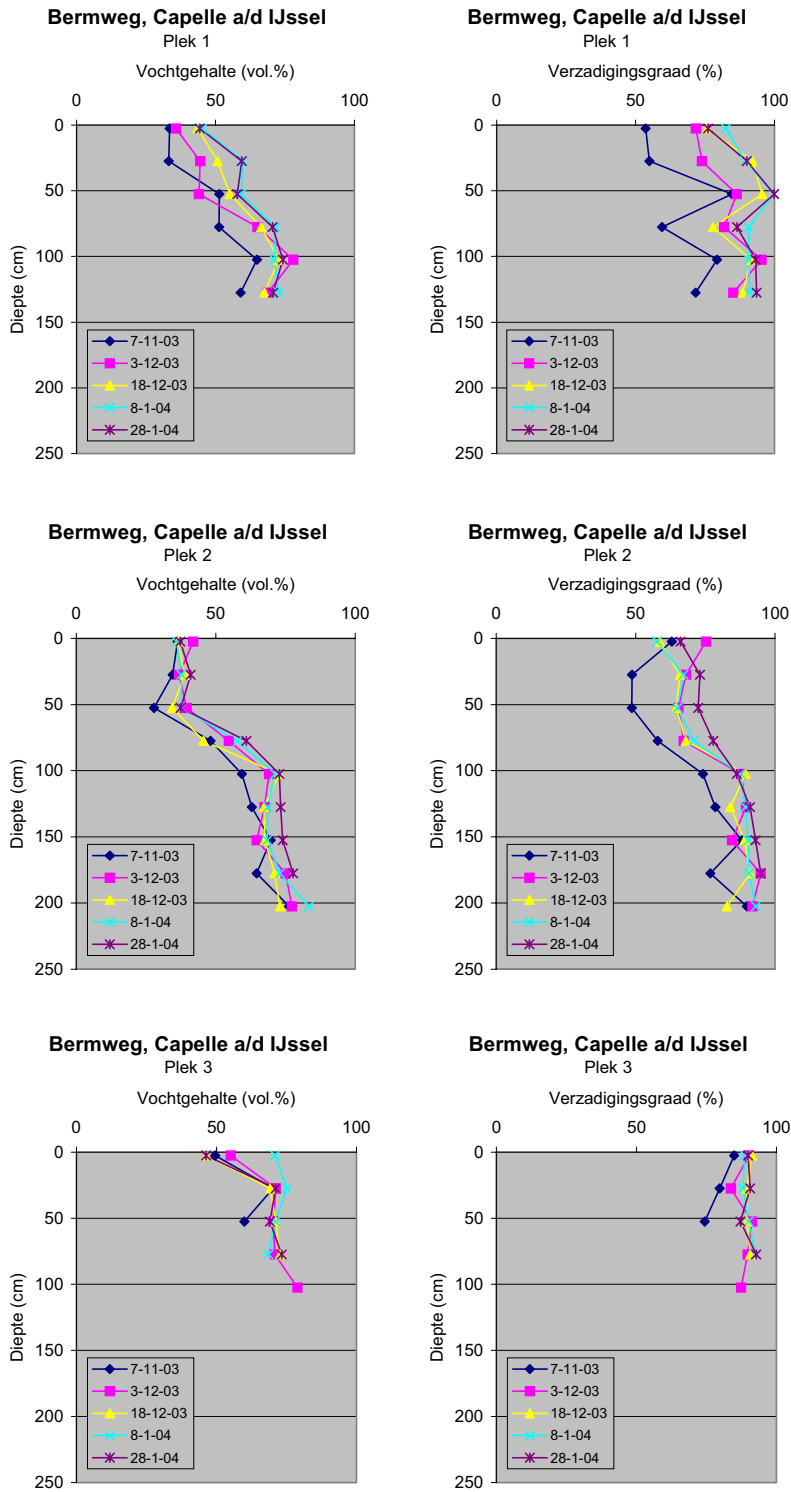 Bermweg, Capelle a/d IJssel
Plek 1
Vochtgehalte (vol.%)
0 50 100
0
50
100
150
200
250
Diepte (cm)
7-11-03
3-12-03
18-12-03
8-1-04
28-1-04
Bermweg, Capelle a/d IJssel
Plek 1
Verzadigingsgraad (%)
0 50 100
0
50
100
150
200
250
Diepte (cm)
7-11-03
3-12-03
18-12-03
8-1-04
28-1-04
Bermweg, Capelle a/d IJssel
Plek 2
Vochtgehalte (vol.%)
0 50 100
0
50
100
150
200
250
Diepte (cm)
7-11-03
3-12-03
18-12-03
8-1-04
28-1-04
Bermweg, Capelle a/d IJssel
Plek 2
Verzadigingsgraad (%)
0 50 100
0
50
100
150
200
250
Diepte (cm)
7-11-03
3-12-03
18-12-03
8-1-04
28-1-04
Bermweg, Capelle a/d IJssel
Plek 3
Vochtgehalte (vol.%)
0 50 100
0
50
100
150
200
250
Diepte (cm)
7-11-03
3-12-03
18-12-03
8-1-04
28-1-04
Bermweg, Capelle a/d IJssel
Plek 3
Verzadigingsgraad (%)
0 50 100
0
50
100
150
200
250
Diepte (cm)
7-11-03
3-12-03
18-12-03
8-1-04
28-1-04